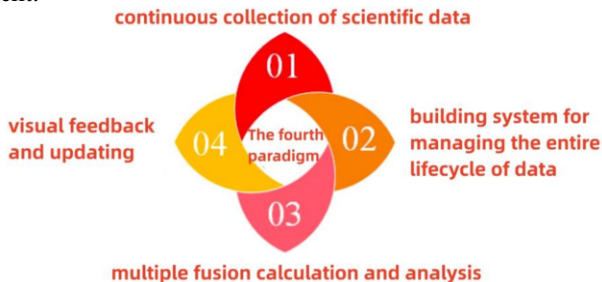 continuous collection of scientific data
01
visual feedback
and updating
04
The fourth
paradigm
02
building system for
managing the entire
lifecycle of data
03
multiple fusion calculation and analysis